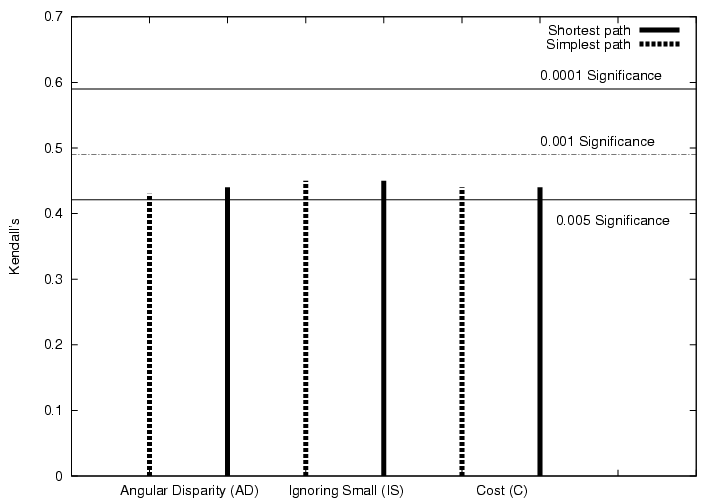 0.7
Shortest path
Simplest path
0.0001 Significance
0.6
0.001 Significance
0.5
0.4
0.005 Significance
Kendall's
0.3
0.2
0.1
0
Angular Disparity (AD)
Ignoring Small (IS)
Cost (C)